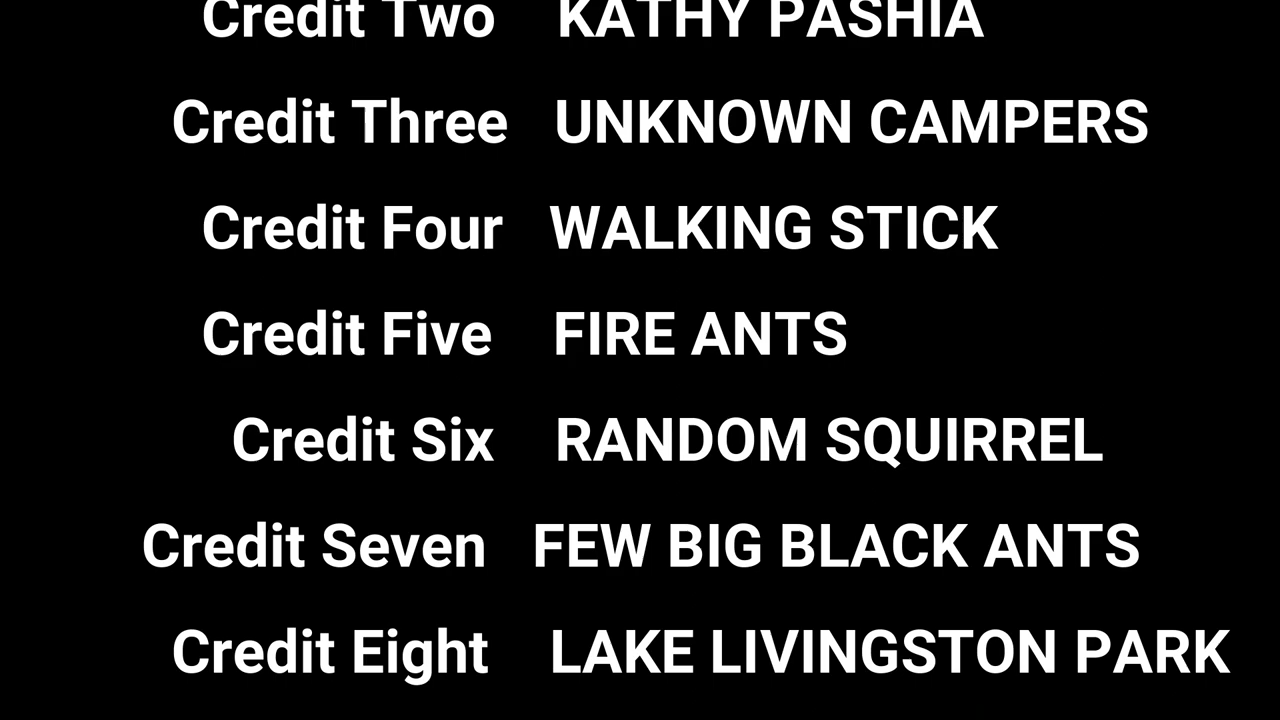 Credit Two KATHY PASHIA
Credit Three UNKNOWN CAMPERS
Credit Four WALKING STICK
Credit Five FIRE ANTS
Credit Six RANDOM SQUIRREL
Credit Seven FEW BIG BLACK ANTS
Credit Eight LAKE LIVINGSTON PARK